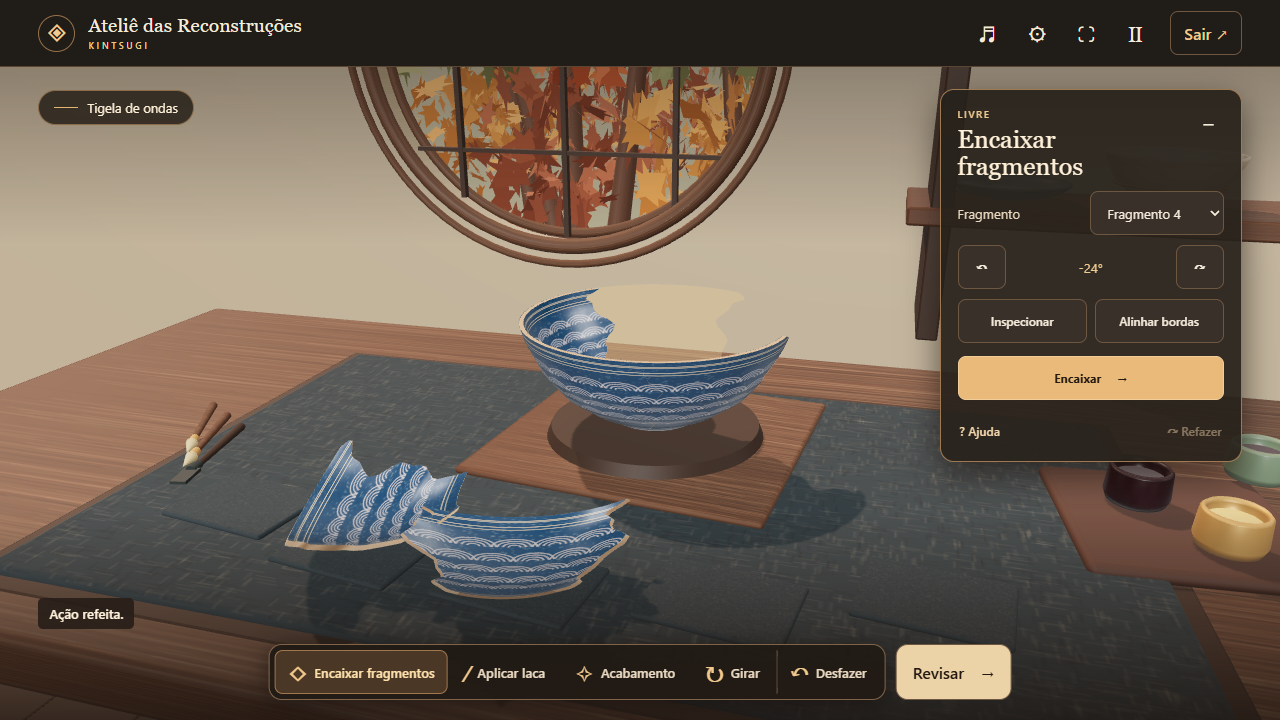 Ateliê das Reconstruções
KINTSUGI
Sair ↗
Tigela de ondas
LIVRE
Encaixar
fragmentos
Fragmento
Fragmento 4
-24°
Inspecionar
Alinhar bordas
Encaixar →
? Ajuda
Refazer
Ação refeita.
Encaixar fragmentos
Aplicar laca
Acabamento
Girar
Desfazer
Revisar →